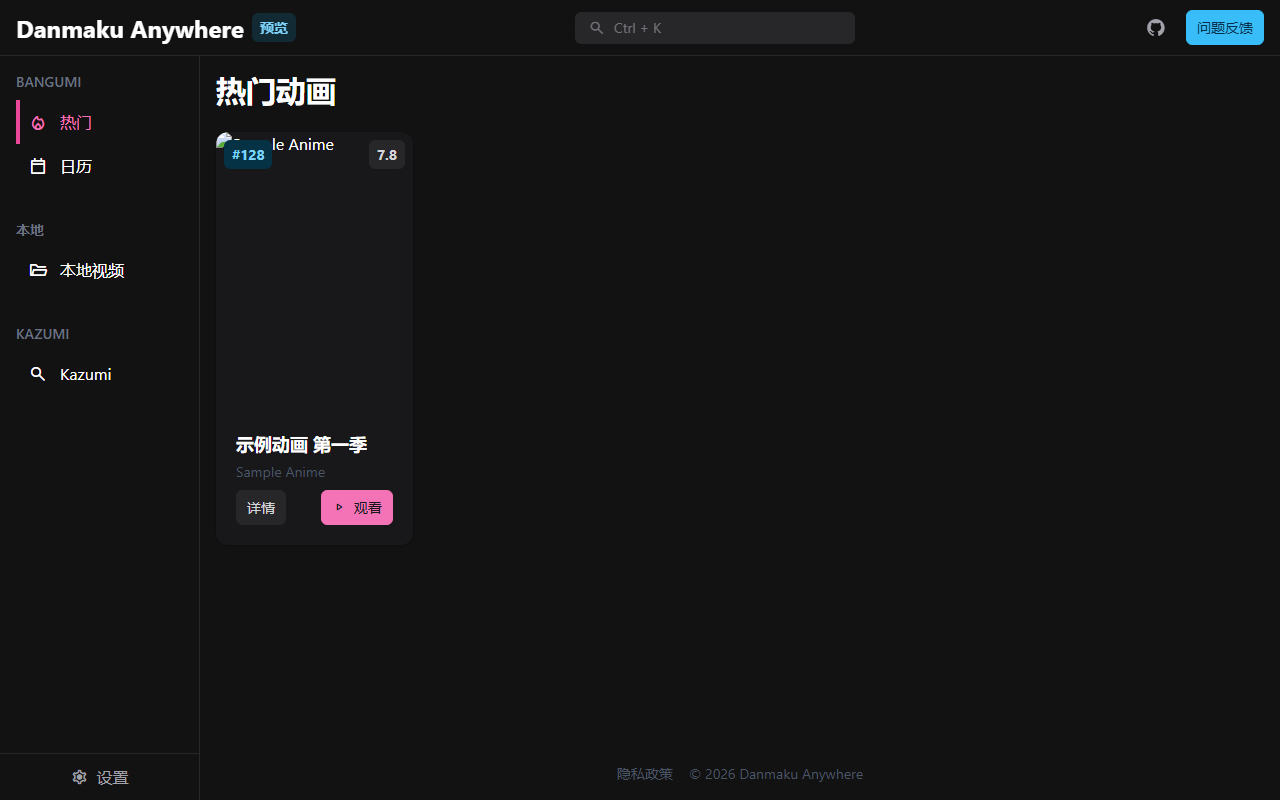 Danmaku Anywhere 预览
Ctrl + K
问题反馈
BANGUMI
热门
日历
本地
本地视频
KAZUMI
Kazumi
设置
热门动画
#128
le Anime
7.8
示例动画 第一季
Sample Anime
详情
观看
隐私政策 © 2026 Danmaku Anywhere